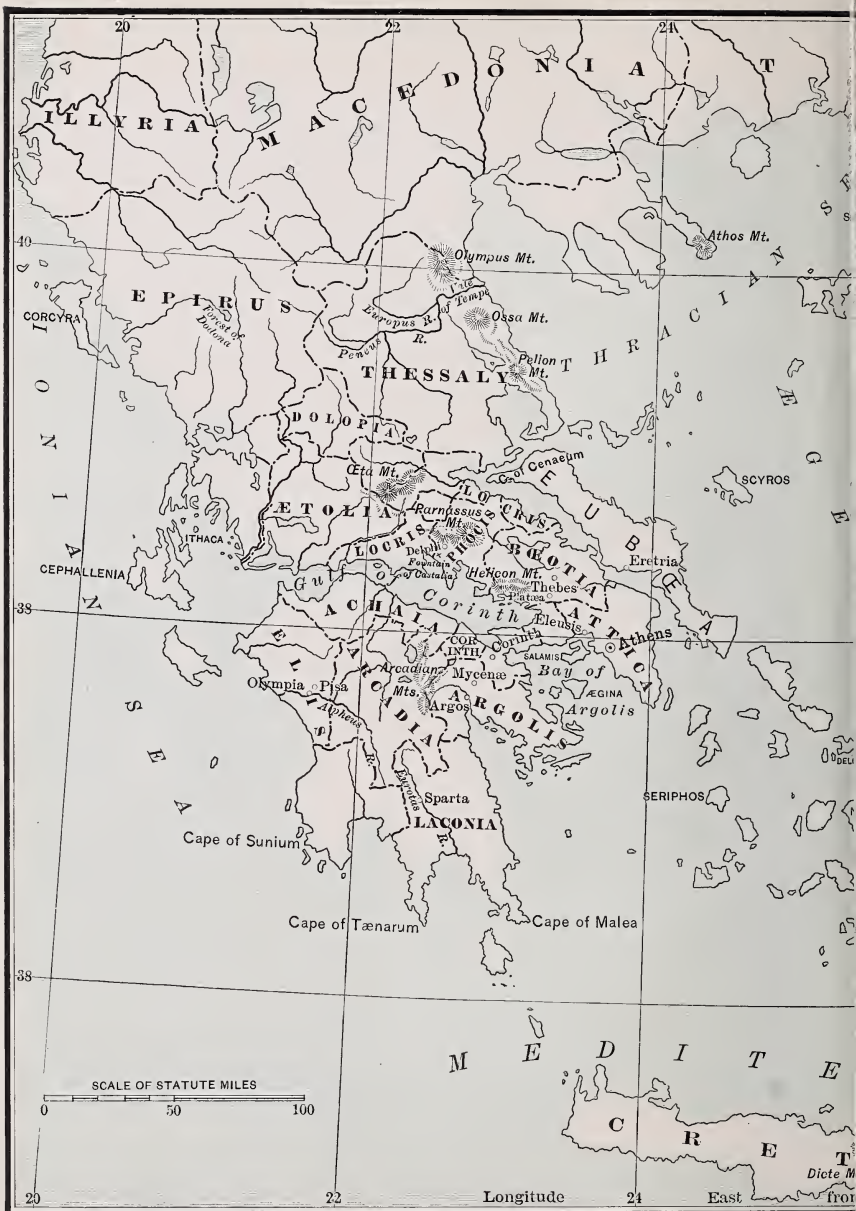 20 22 24
ILLYRIA
MACEDONIA
T
40
Athos Mt.
Olympus Mt.
Vale
of Tempe
EPIRUS
CORCYRA
Forest of
Dodona
Europus R.
Ossa Mt.
Peneus
R.
Pelion
Mt.
THESSALY
THRACIAN S
IONIAN
SEA
ÆGE
DOLOPIA
C. of Cenaeum
Œta Mt.
LOCRIS
EUBŒA
SCYROS
ÆTOLIA
Parnassus
Mt.
PHOCIS
ITHACA
LOCRIS
Delphi
Fountain
of Castalia
BŒOTIA
Eretria
CEPHALLENIA
Helicon Mt.
Thebes
Platæa
Gulf
of
Corinth
38
ACHAIA
ATTICA
Eleusis
Athens
ELIS
COR
INTH
Corinth
SALAMIS
Bay of
Argolis
ARCADIA
Arcadian
Mts.
Mycenæ
ÆGINA
Olympia
Pisa
Argos
ARGOLIS
Alpheus
R.
DELI
Eurotas
R.
Sparta
SERIPHOS
LACONIA
Cape of Sunium
Cape of Tænarum
Cape of Malea
38
MEDITE
SCALE OF STATUTE MILES
0 50 100
CRET
Dicte M
20 22 Longitude 24 East from